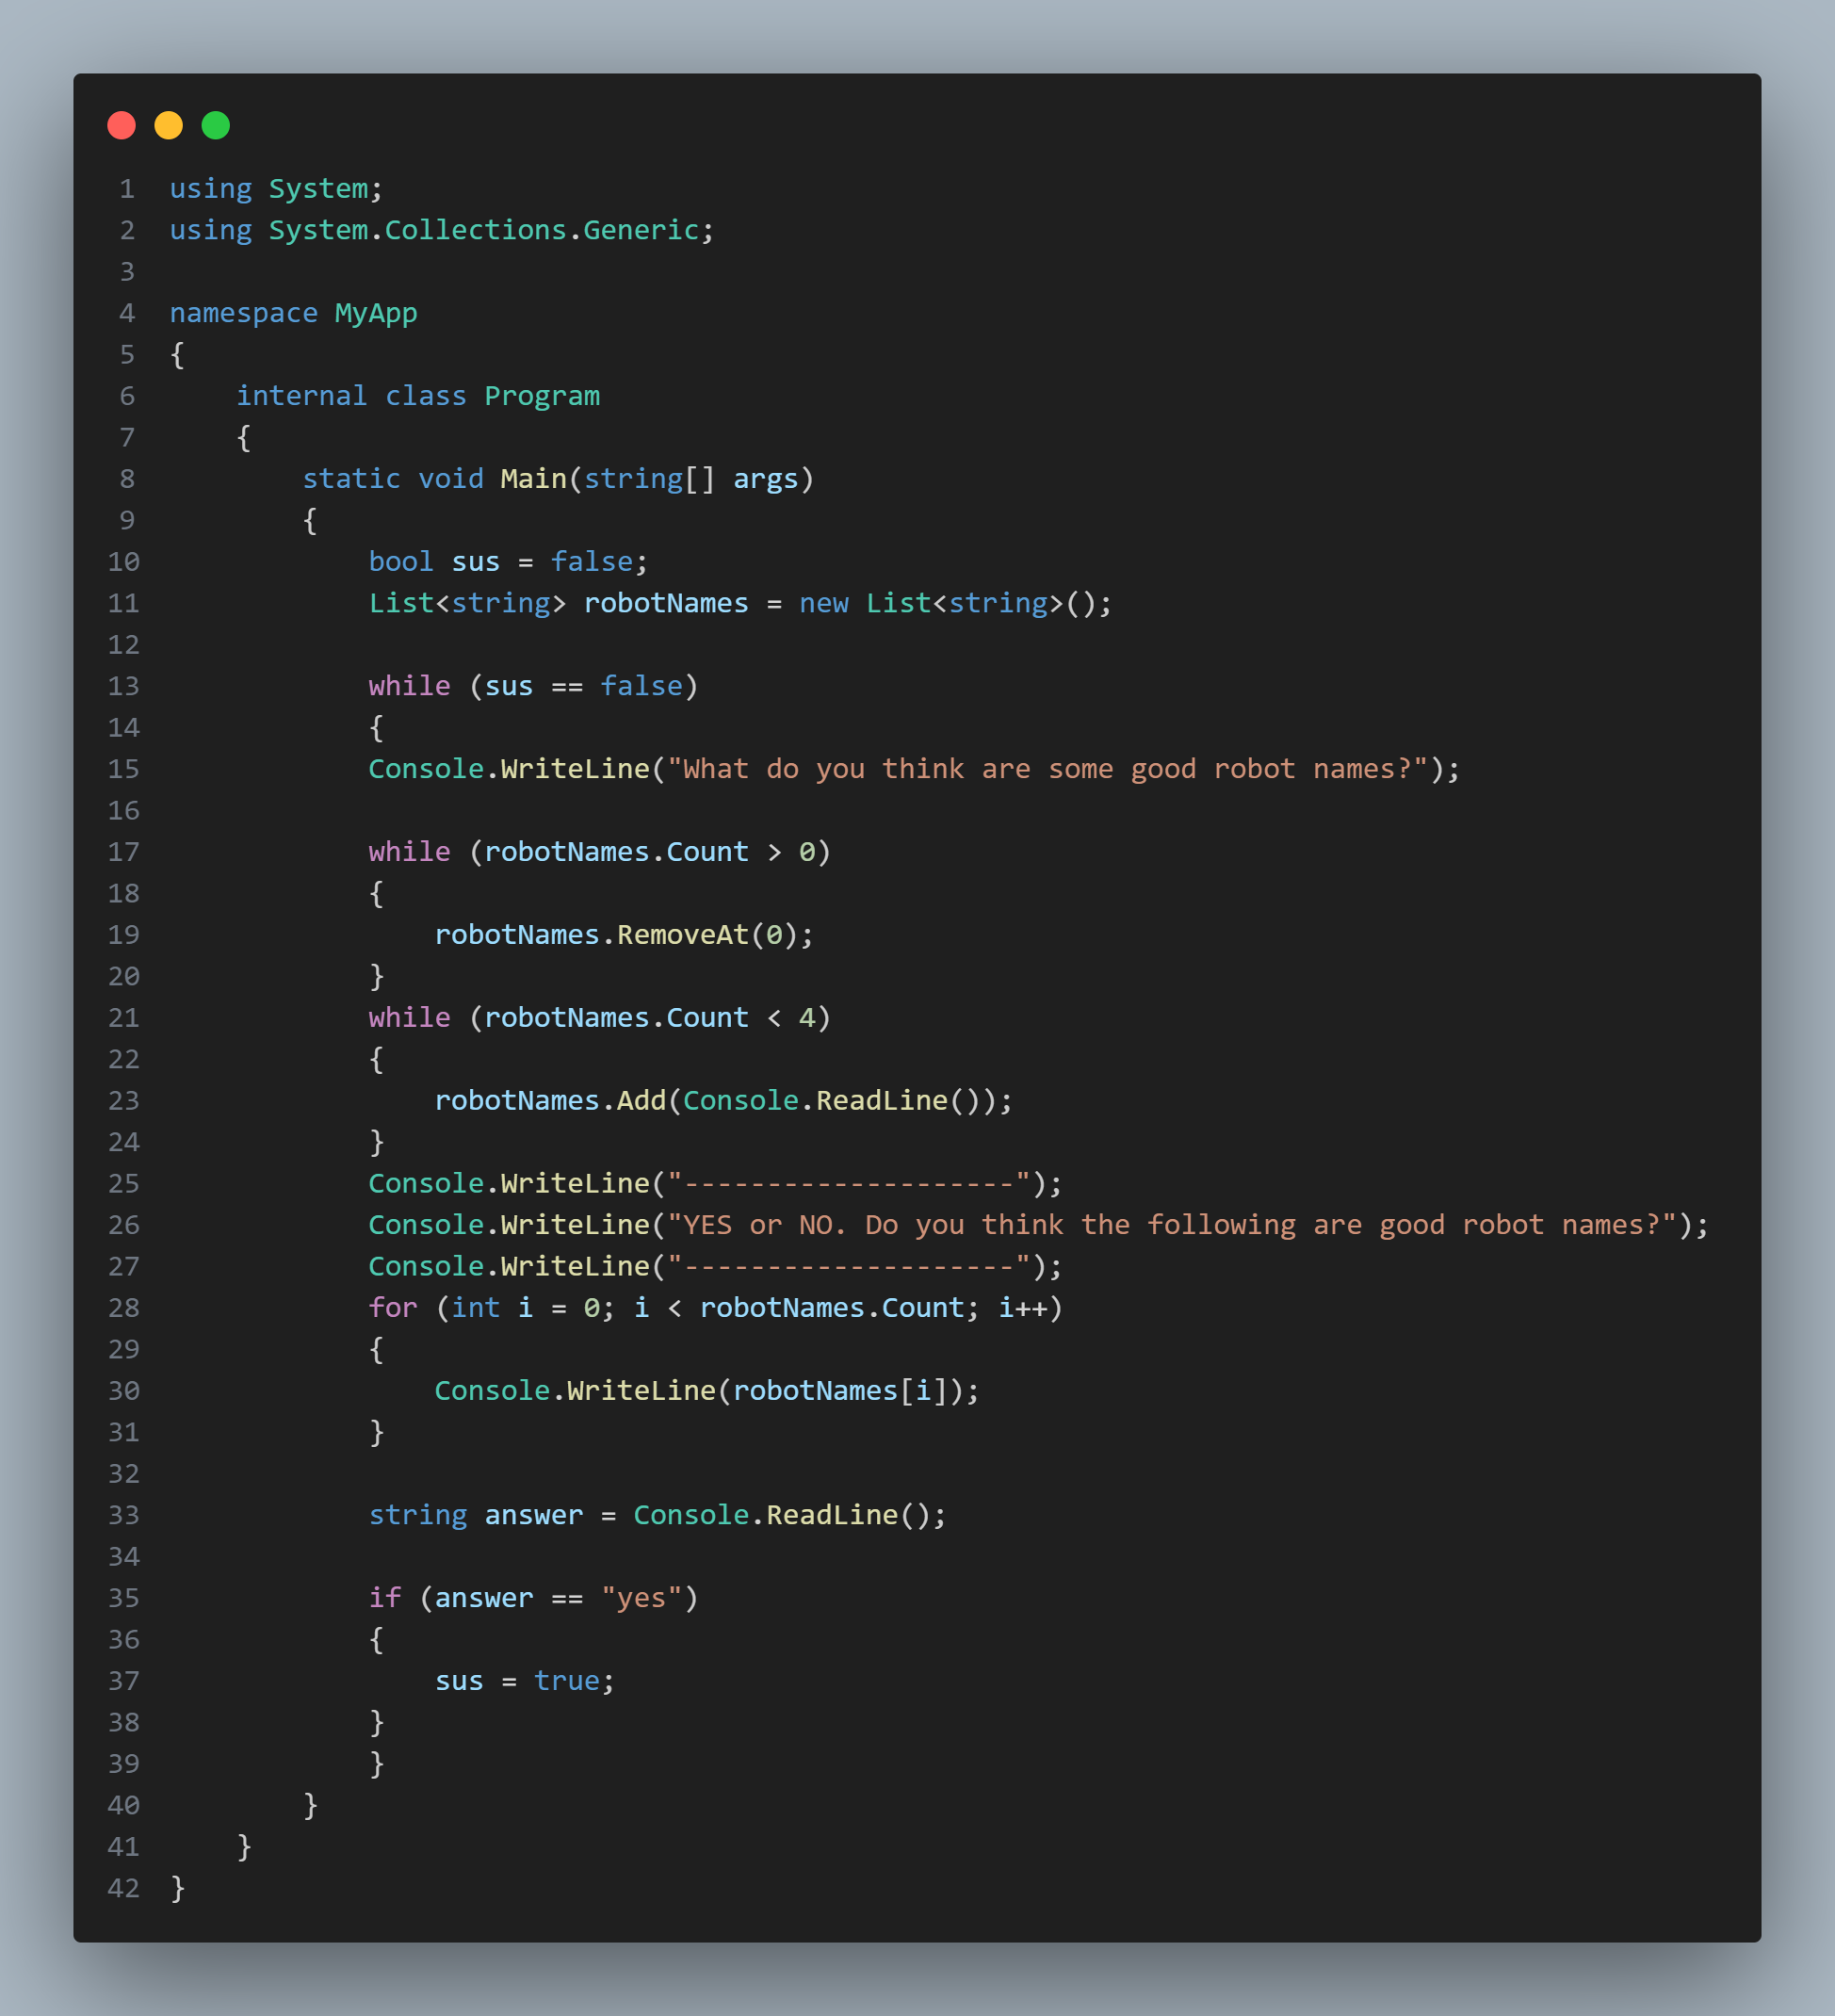 1 using System;
2 using System.Collections.Generic;
3
4 namespace MyApp
5 {
6     internal class Program
7     {
8         static void Main(string[] args)
9         {
10             bool sus = false;
11             List<string> robotNames = new List<string>();
12
13             while (sus == false)
14             {
15             Console.WriteLine("What do you think are some good robot names?");
16
17             while (robotNames.Count > 0)
18             {
19                 robotNames.RemoveAt(0);
20             }
21             while (robotNames.Count < 4)
22             {
23                 robotNames.Add(Console.ReadLine());
24             }
25             Console.WriteLine("--------------------");
26             Console.WriteLine("YES or NO. Do you think the following are good robot names?");
27             Console.WriteLine("--------------------");
28             for (int i = 0; i < robotNames.Count; i++)
29             {
30                 Console.WriteLine(robotNames[i]);
31             }
32
33             string answer = Console.ReadLine();
34
35             if (answer == "yes")
36             {
37                 sus = true;
38             }
39             }
40         }
41     }
42 }